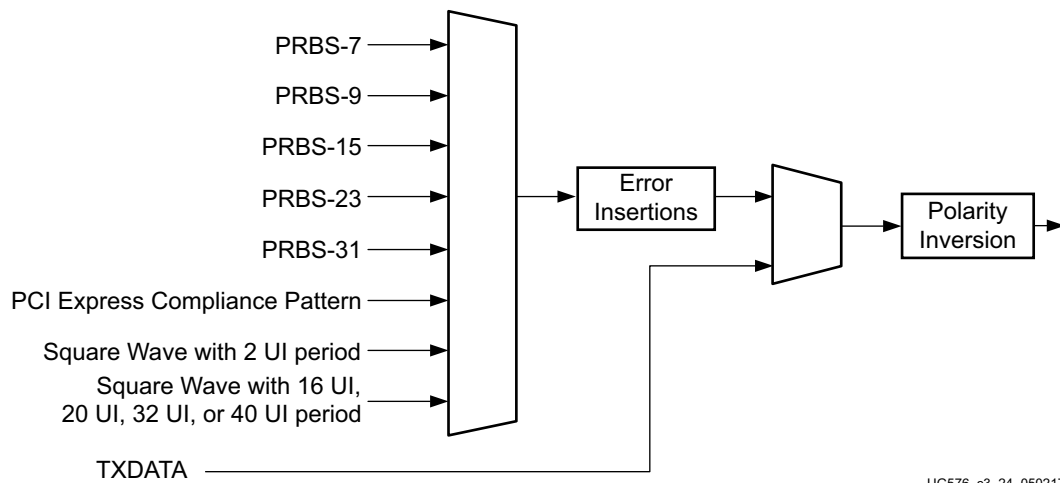 PRBS-7
PRBS-9
PRBS-15
PRBS-23
PRBS-31
PCI Express Compliance Pattern
Square Wave with 2 UI period
Square Wave with 16 UI,
20 UI, 32 UI, or 40 UI period
TXDATA
Error
Insertions
Polarity
Inversion